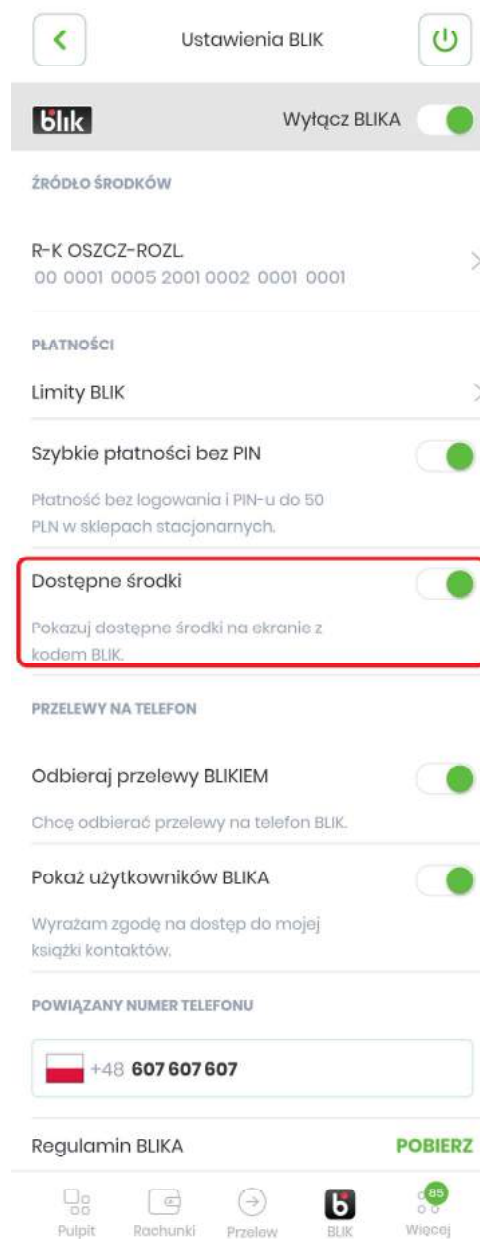 Ustawienia BLIK
blik
Wyłącz BLIKA
ŹRÓDŁO ŚRODKÓW
R-K OSZCZ-ROZL.
00 0001 0005 2001 0002 0001 0001
PŁATNOŚCI
Limity BLIK
Szybkie płatności bez PIN
Płatność bez logowania i PIN-u do 50
PLN w sklepach stacjonarnych.
Dostępne środki
Pokazuj dostępne środki na ekranie z
kodem BLIK.
PRZELEWY NA TELEFON
Odbieraj przelewy BLIKIEM
Chcę odbierać przelewy na telefon BLIK.
Pokaż użytkowników BLIKA
Wyrażam zgodę na dostęp do mojej
książki kontaktów.
POWIĄZANY NUMER TELEFONU
+48 607 607 607
Regulamin BLIKA POBIERZ
85
Pulpit Rachunki Przelew BLIK Więcej